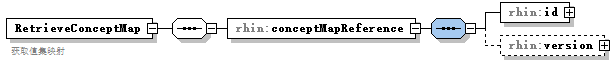 RetrieveConceptMap
rhin:conceptMapReference
rhin:id
rhin:version
获取值集映射